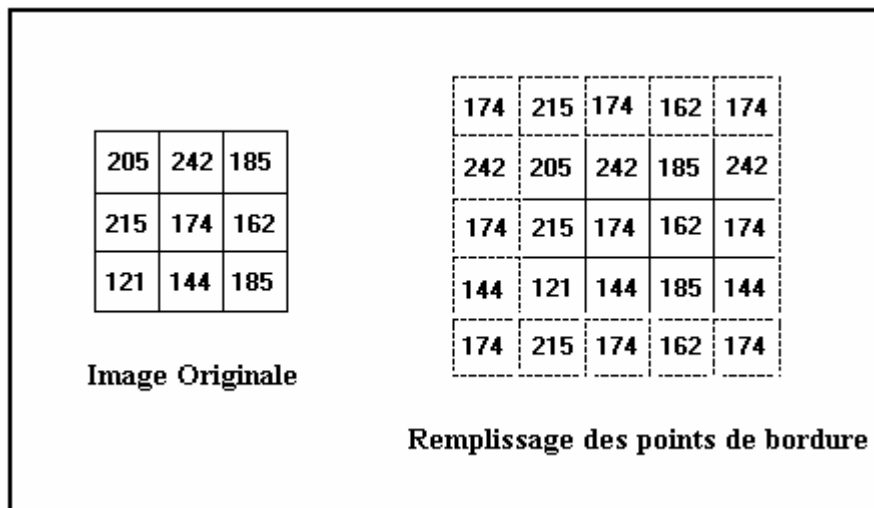 205 242 185
215 174 162
121 144 185
Image Originale
174 215 174 162 174
242 205 242 185 242
174 215 174 162 174
144 121 144 185 144
174 215 174 162 174
Remplissage des points de bordure